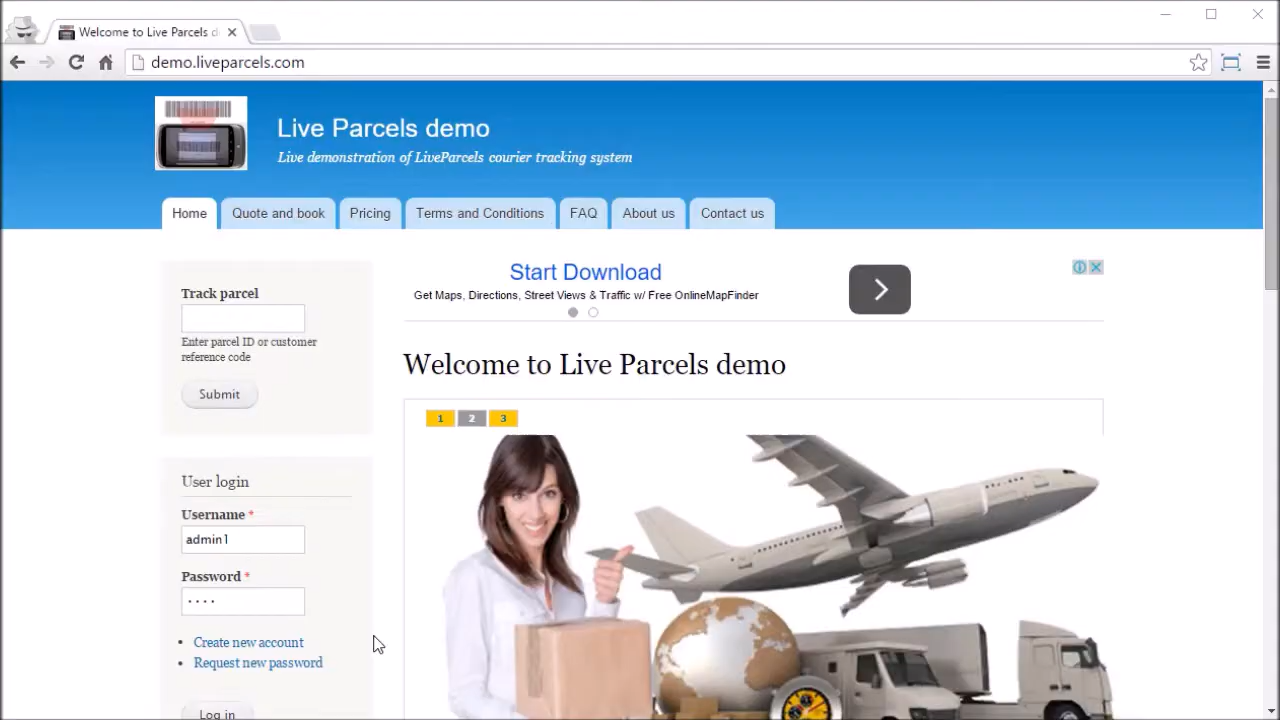 Welcome to Live Parcels d
demo.liveparcels.com
Live Parcels demo
Live demonstration of LiveParcels courier tracking system
Home
Quote and book
Pricing
Terms and Conditions
FAQ
About us
Contact us
Track parcel
Enter parcel ID or customer
reference code
Submit
Start Download
Get Maps, Directions, Street Views & Traffic w/ Free OnlineMapFinder
Welcome to Live Parcels demo
1 2 3
User login
Username *
admin1
Password *
Create new account
Request new password
Log in